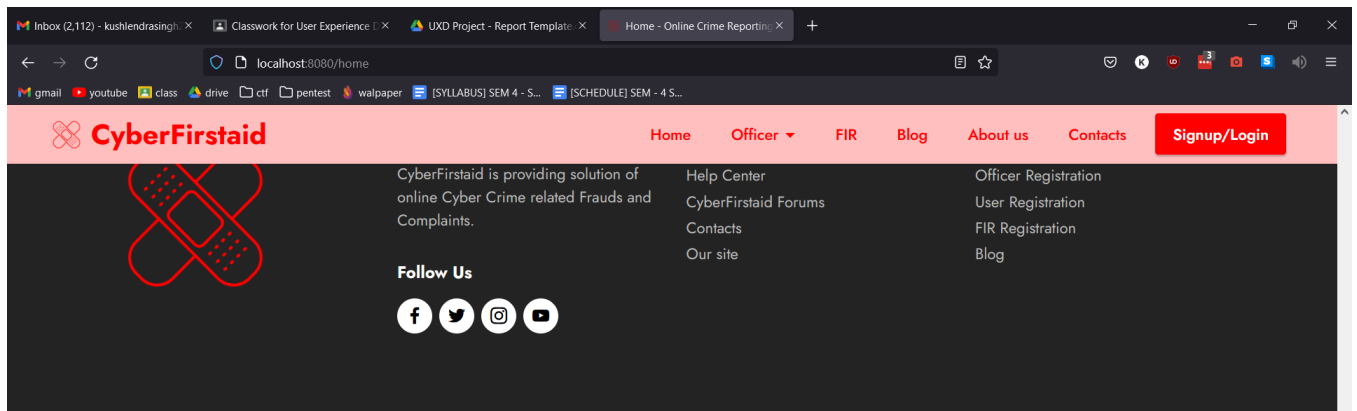 Inbox (2,112) - kushlendrasingh. Classwork for User Experience D UXD Project - Report Template. Home - Online Crime Reporting
localhost:8080/home
K 3 S
gmail youtube class drive ctf pentest walpaper [SYLLABUS] SEM 4 - S... [SCHEDULE] SEM - 4 S...
CyberFirstaid Home Officer FIR Blog About us Contacts Signup/Login
CyberFirstaid is providing solution of
online Cyber Crime related Frauds and
Complaints.
Follow Us
Help Center
CyberFirstaid Forums
Contacts
Our site
Officer Registration
User Registration
FIR Registration
Blog